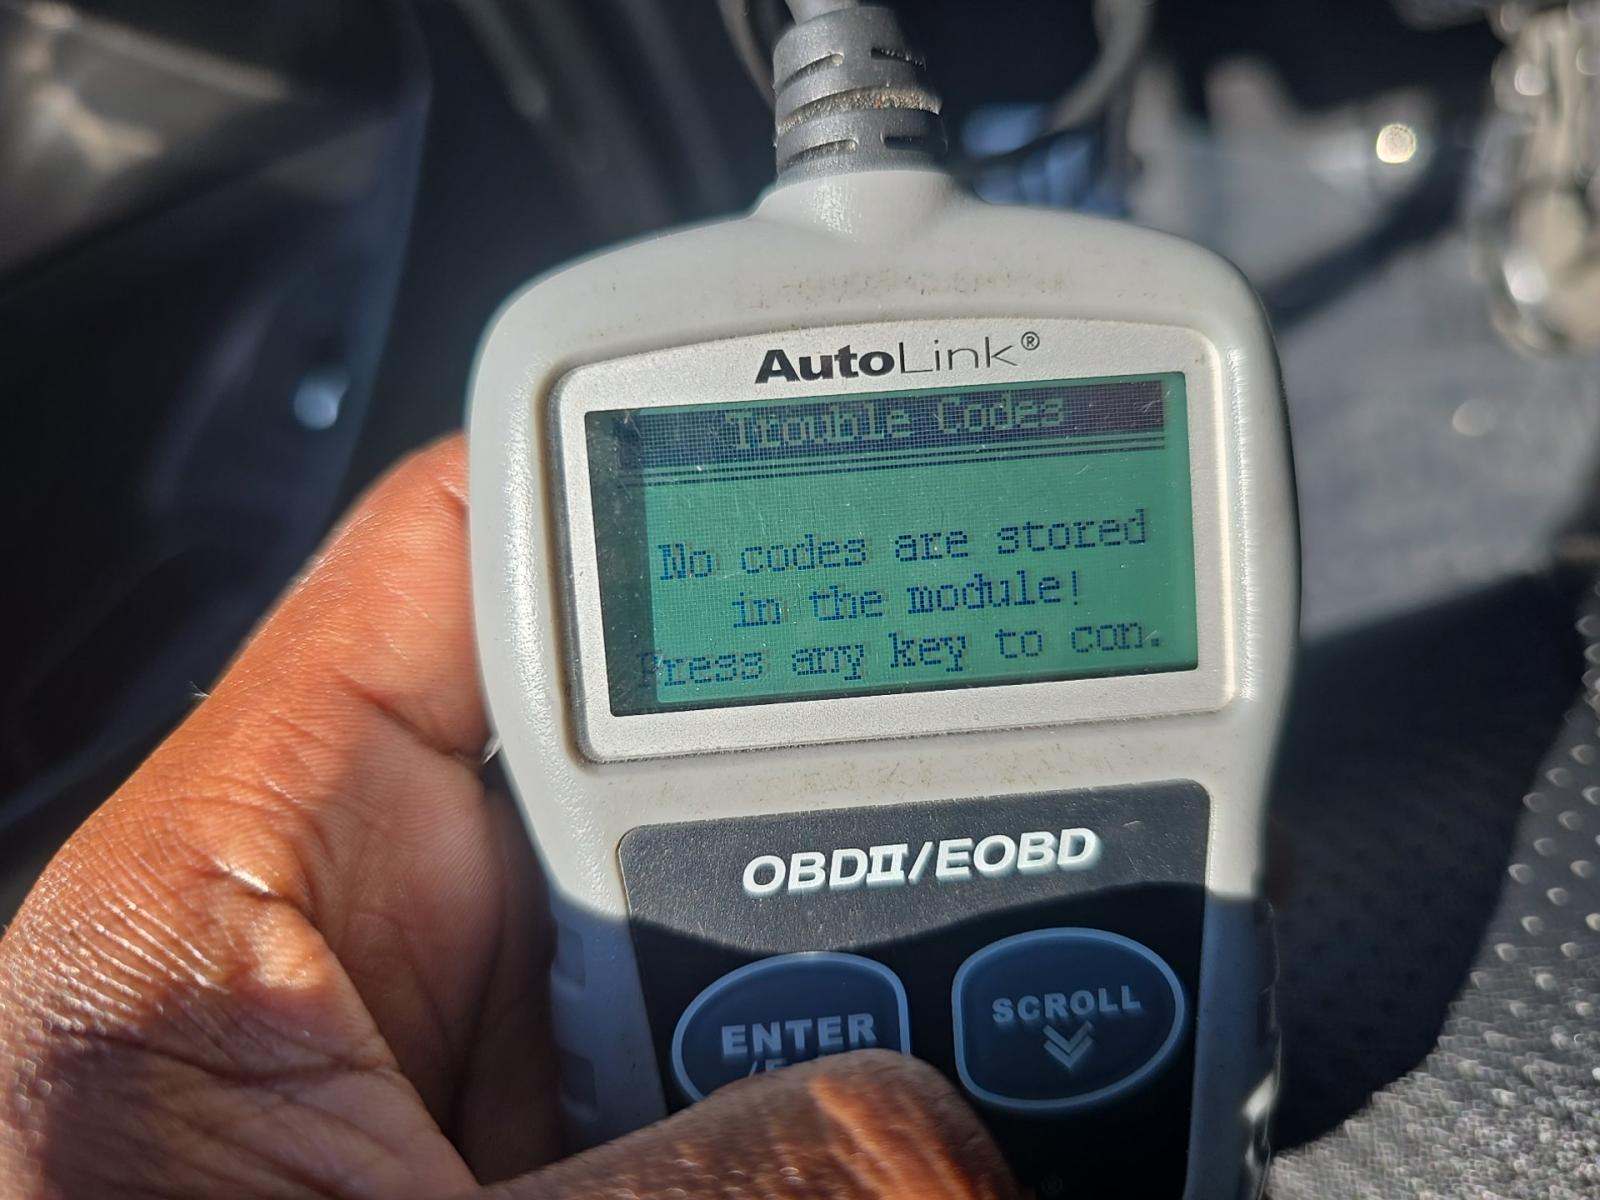 AutoLink®
Trouble Codes
No codes are stored
in the module!
Press any key to con.
OBDII/EOBD
ENTER
SCROLL